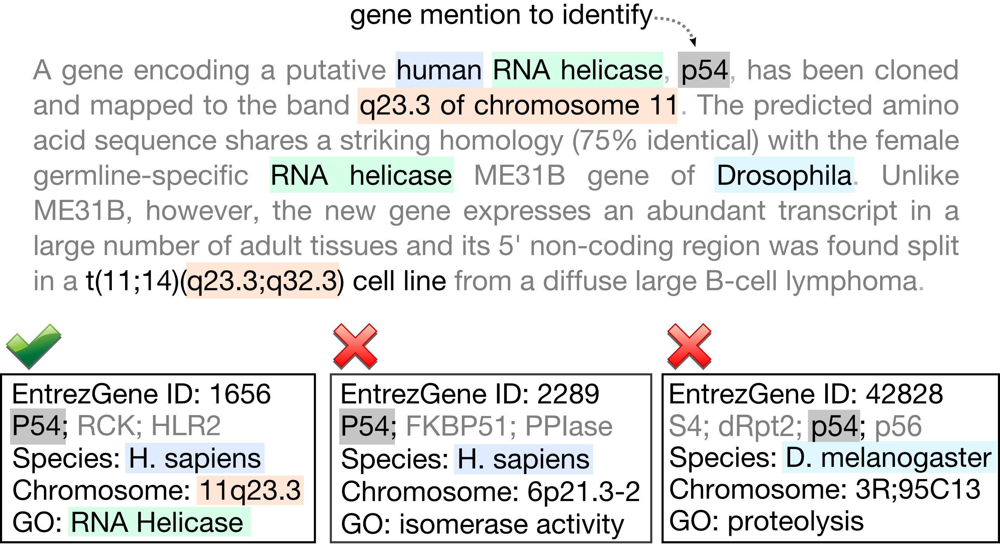 gene mention to identify
A gene encoding a putative human RNA helicase, p54, has been cloned
and mapped to the band q23.3 of chromosome 11. The predicted amino
acid sequence shares a striking homology (75% identical) with the female
germline-specific RNA helicase ME31B gene of Drosophila. Unlike
ME31B, however, the new gene expresses an abundant transcript in a
large number of adult tissues and its 5' non-coding region was found split
in a t(11;14)(q23.3;q32.3) cell line from a diffuse large B-cell lymphoma.
EntrezGene ID: 1656
P54; RCK; HLR2
Species: H. sapiens
Chromosome: 11q23.3
GO: RNA Helicase
EntrezGene ID: 2289
P54; FKBP51; PPIase
Species: H. sapiens
Chromosome: 6p21.3-2
GO: isomerase activity
EntrezGene ID: 42828
S4; dRpt2; p54; p56
Species: D. melanogaster
Chromosome: 3R;95C13
GO: proteolysis